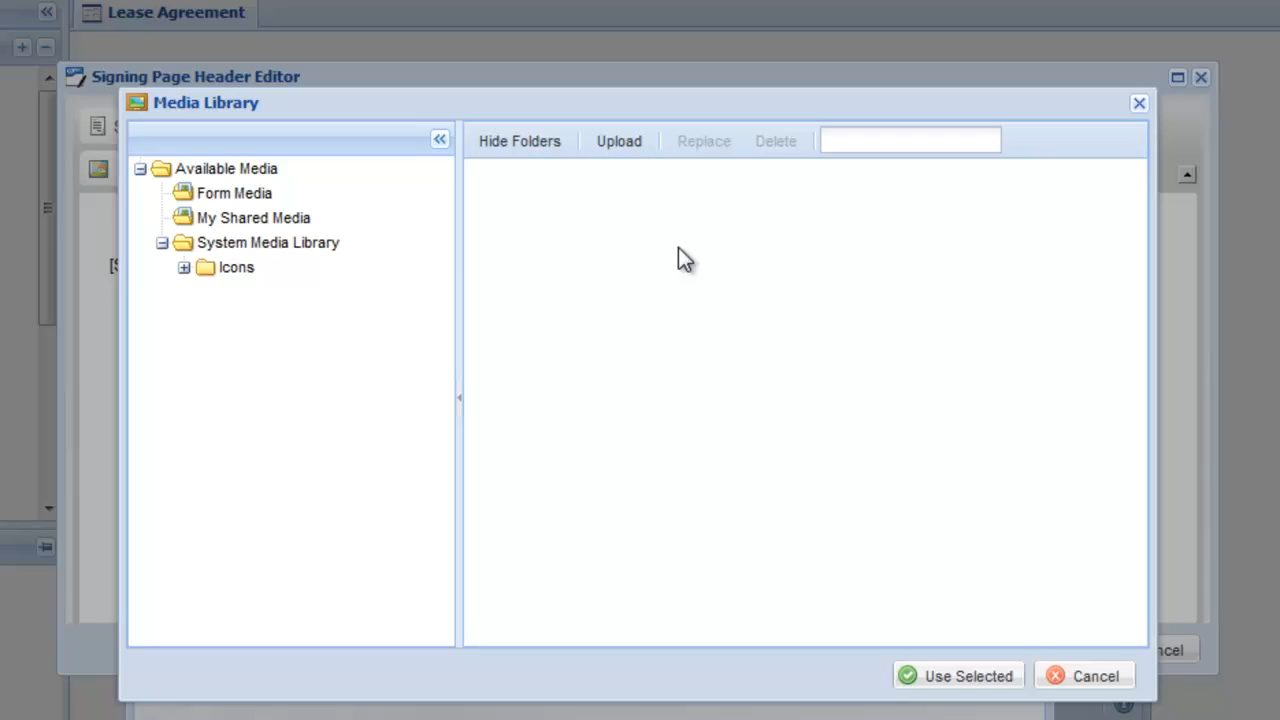 Lease Agreement
Signing Page Header Editor
Media Library
Hide Folders Upload Replace Delete
Available Media
Form Media
My Shared Media
System Media Library
Icons
[S
ncel
Use Selected Cancel